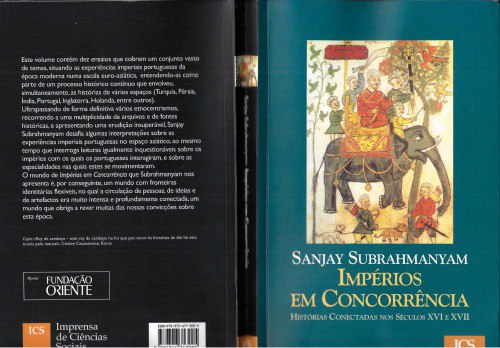 Este volume contém dez ensaios que cobrem um conjunto vasto
de temas, situando as experiências imperiais portuguesas da
época moderna numa escala euro-asiática, entendendo-as como
parte de um processo histórico contínuo que envolveu,
simultaneamente, as histórias de vários espaços (Turquia, Pérsia,
Índia, Portugal, Inglaterra, Holanda, entre outros).
Ultrapassando de forma definitiva vários etnocentrismos,
recorrendo a uma multiplicidade de arquivos e de fontes
históricas, e apresentando uma erudição insuperável, Sanjay
Subrahmanyam desafia algumas interpretações sobre as
experiências imperiais portuguesas no espaço asiático, ao mesmo
tempo que interroga leituras igualmente inquestionáveis sobre os
impérios com os quais os portugueses interagiram, e sobre as
espacialidades nas quais estes se movimentaram.
O mundo de Impérios em Concorrência que Subrahmanyam nos
apresenta é, por conseguinte, um mundo com fronteiras
identitárias fluíveis, no qual a circulação de pessoas, de ideias e
de artefactos era muito intensa e profundamente conectada, um
mundo que obriga a rever muitas das nossas convicções sobre
esta época.
Apoio:
FUNDAÇÃO
ORIENTE
ICS
Imprensa
de Ciências
Sociais
SANJAY SUBRAHMANYAM
IMPÉRIOS
EM CONCORRÊNCIA
HISTÓRIAS CONECTADAS NOS SÉCULOS XVI E XVII
ICS